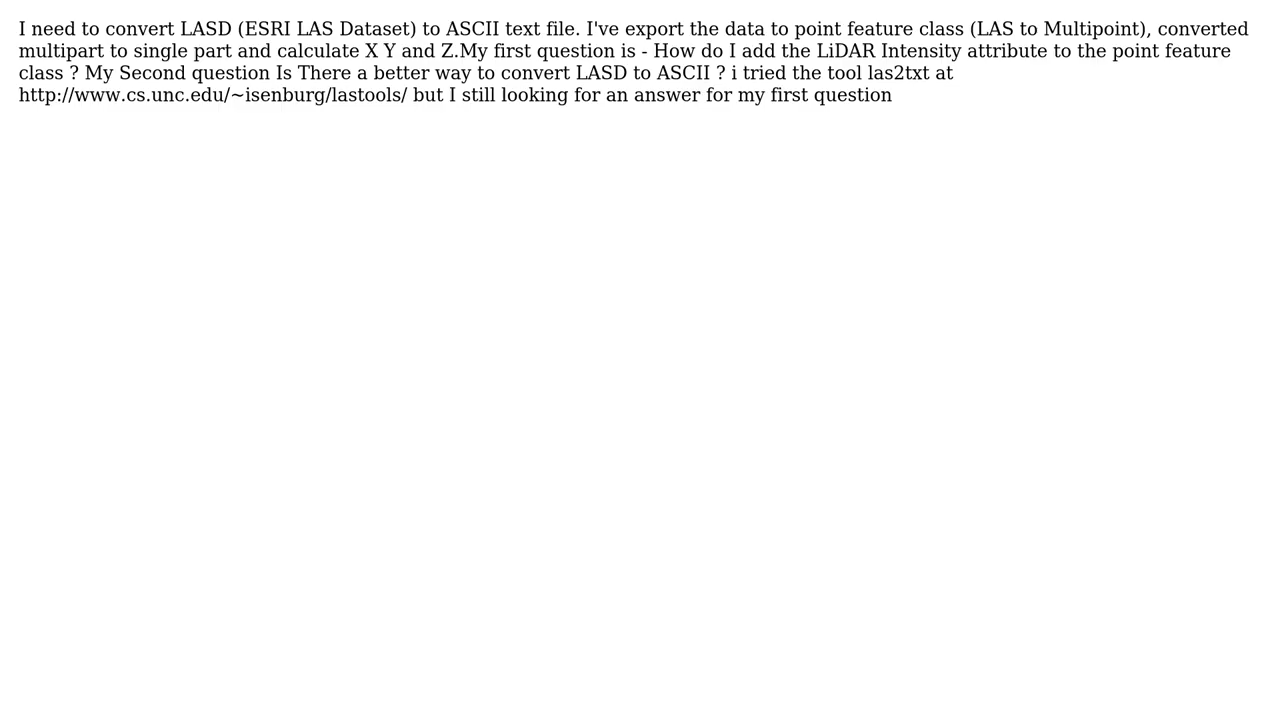 I need to convert LASD (ESRI LAS Dataset) to ASCII text file. I've export the data to point feature class (LAS to Multipoint), converted
multipart to single part and calculate X Y and Z.My first question is - How do I add the LiDAR Intensity attribute to the point feature
class ? My Second question Is There a better way to convert LASD to ASCII ? i tried the tool las2txt at
http://www.cs.unc.edu/~isenburg/lastools/ but I still looking for an answer for my first question